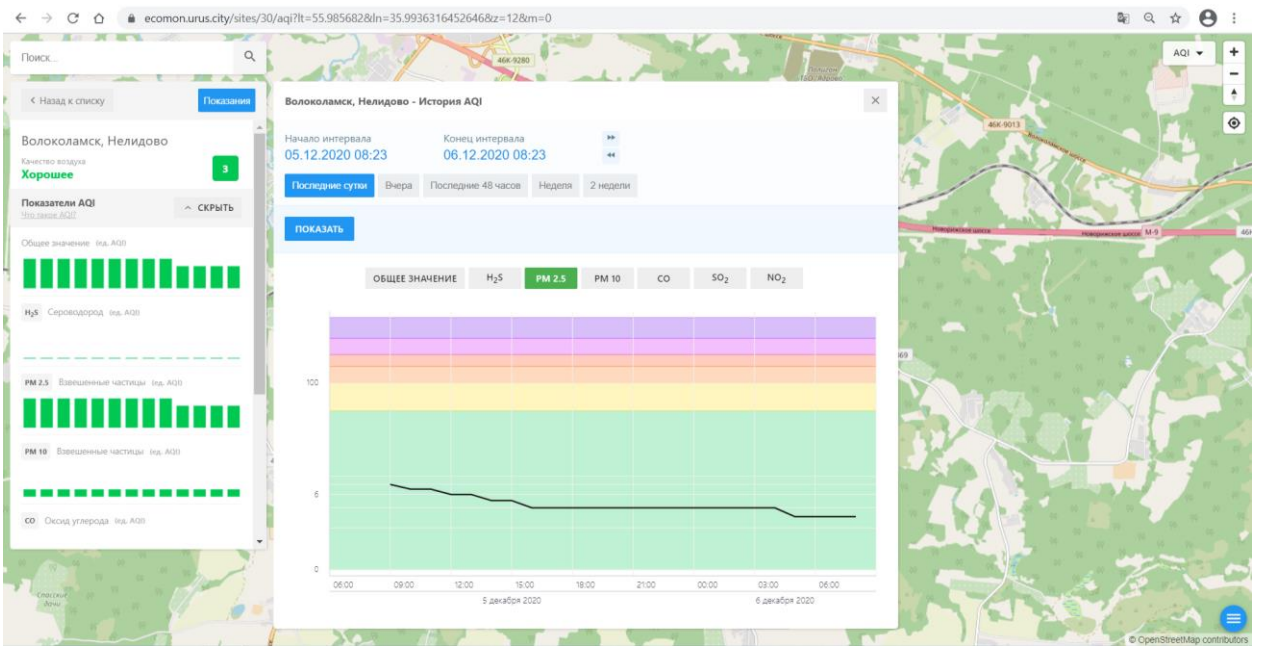 ecomon.urus.city/sites/30/aqi?lt=55.985682&ln=35.99363164526468&z=12&m=0
Поиск...
46К-9280
AQI
Назад к списку
Показания
Волоколамск, Нелидово
Качество воздуха
Хорошее
3
Показатели AQI
Что такое AQI?
СКРЫТЬ
Общее значение (ед. AQI)
H₂S Сероводород (ед. AQI)
PM 2.5 Взвешенные частицы (ед. AQI)
PM 10 Взвешенные частицы (ед. AQI)
CO Оксид углерода (ед. AQI)
Волоколамск, Нелидово - История AQI
Начало интервала
05.12.2020 08:23
Конец интервала
06.12.2020 08:23
Последние сутки Вчера Последние 48 часов Неделя 2 недели
ПОКАЗАТЬ
ОБЩЕЕ ЗНАЧЕНИЕ H₂S PM 2.5 PM 10 CO SO₂ NO₂
100
6
0
06:00 09:00 12:00 15:00 18:00 21:00 00:00 03:00 06:00
5 декабря 2020 6 декабря 2020
46К-9013
Волоколамское шоссе
Новорижское шоссе
Новорижское шоссе
М-9
© OpenStreetMap contributors